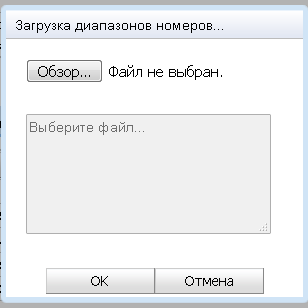 Загрузка диапазонов номеров...
Обзор... Файл не выбран.
Выберите файл...
OK Отмена